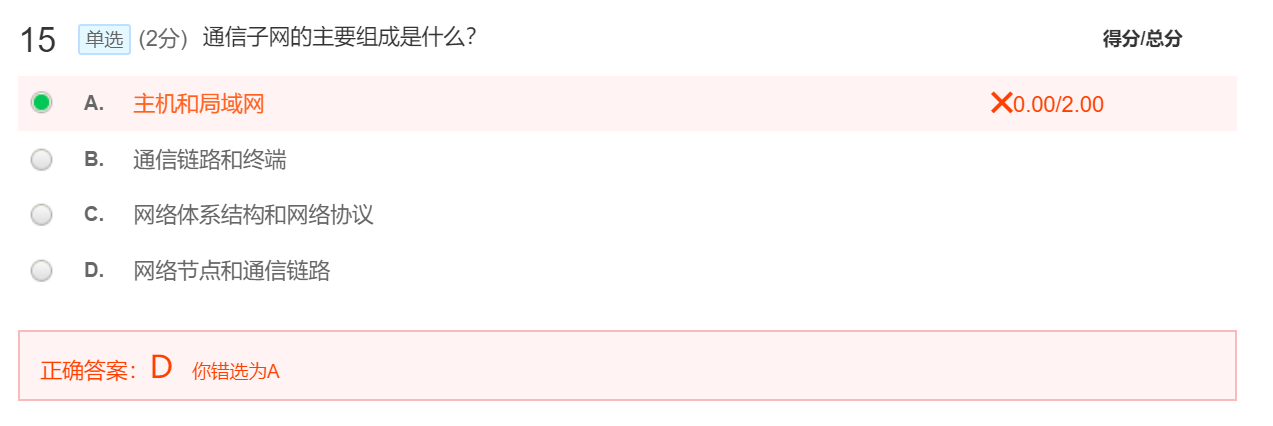 15 单选 (2分) 通信子网的主要组成是什么? 得分/总分
A. 主机和局域网 ✕0.00/2.00
B. 通信链路和终端
C. 网络体系结构和网络协议
D. 网络节点和通信链路
正确答案: D 你错选为A